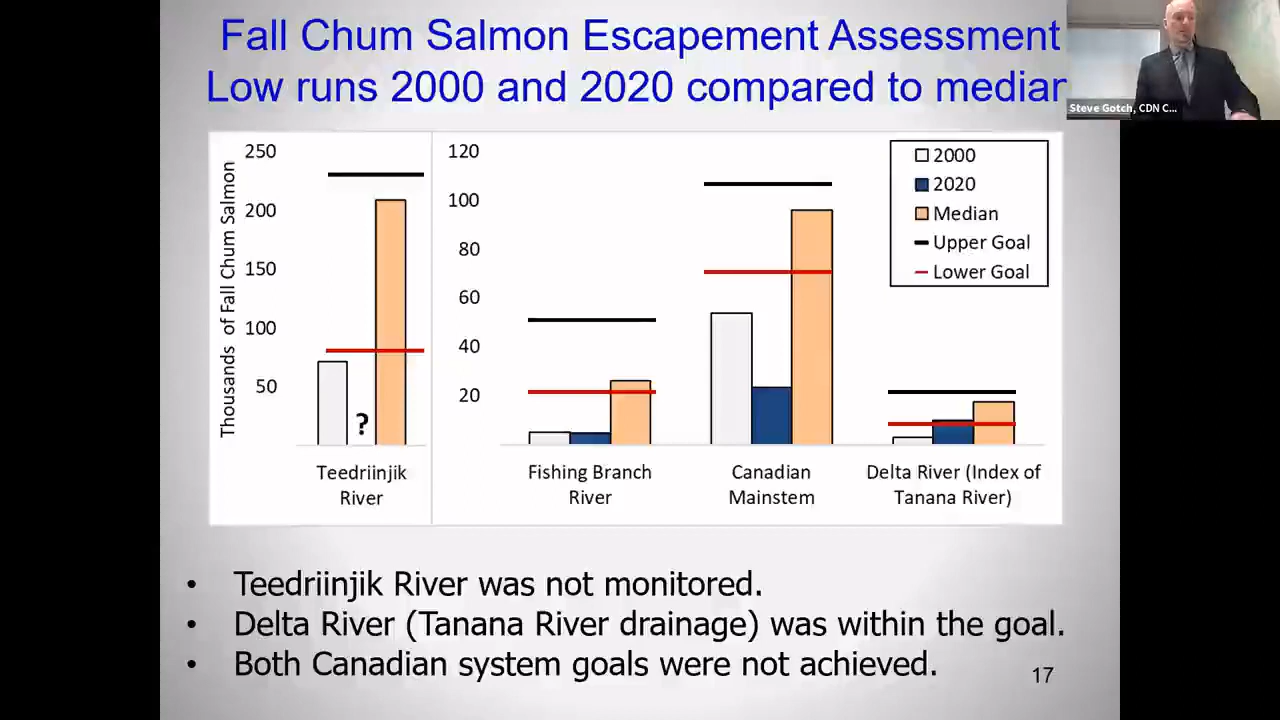 Fall Chum Salmon Escapement Assessment
Low runs 2000 and 2020 compared to median
Steve Gotch, CDN C...
Thousands of Fall Chum Salmon
250
200
150
100
50
?
Teedriinjik
River
120
100
80
60
40
20
Fishing Branch
River
Canadian
Mainstem
Delta River (Index of
Tanana River)
2000
2020
Median
Upper Goal
Lower Goal
• Teedriinjik River was not monitored.
• Delta River (Tanana River drainage) was within the goal.
• Both Canadian system goals were not achieved.
17